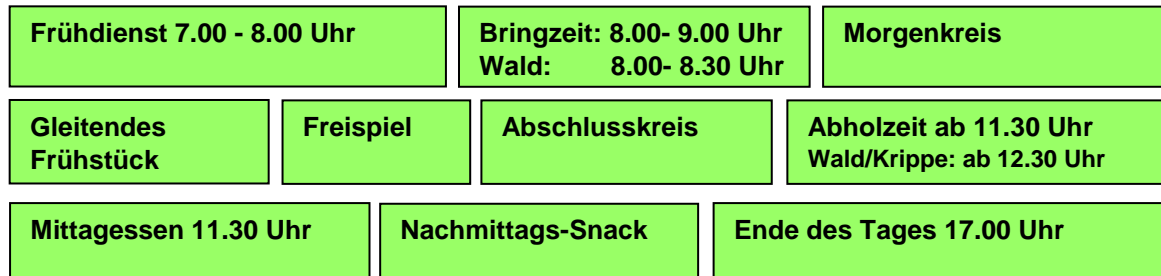 Frühdienst 7.00 - 8.00 Uhr
Bringzeit: 8.00- 9.00 Uhr
Wald: 8.00- 8.30 Uhr
Morgenkreis
Gleitendes
Frühstück
Freispiel
Abschlusskreis
Abholzeit ab 11.30 Uhr
Wald/Krippe: ab 12.30 Uhr
Mittagessen 11.30 Uhr
Nachmittags-Snack
Ende des Tages 17.00 Uhr